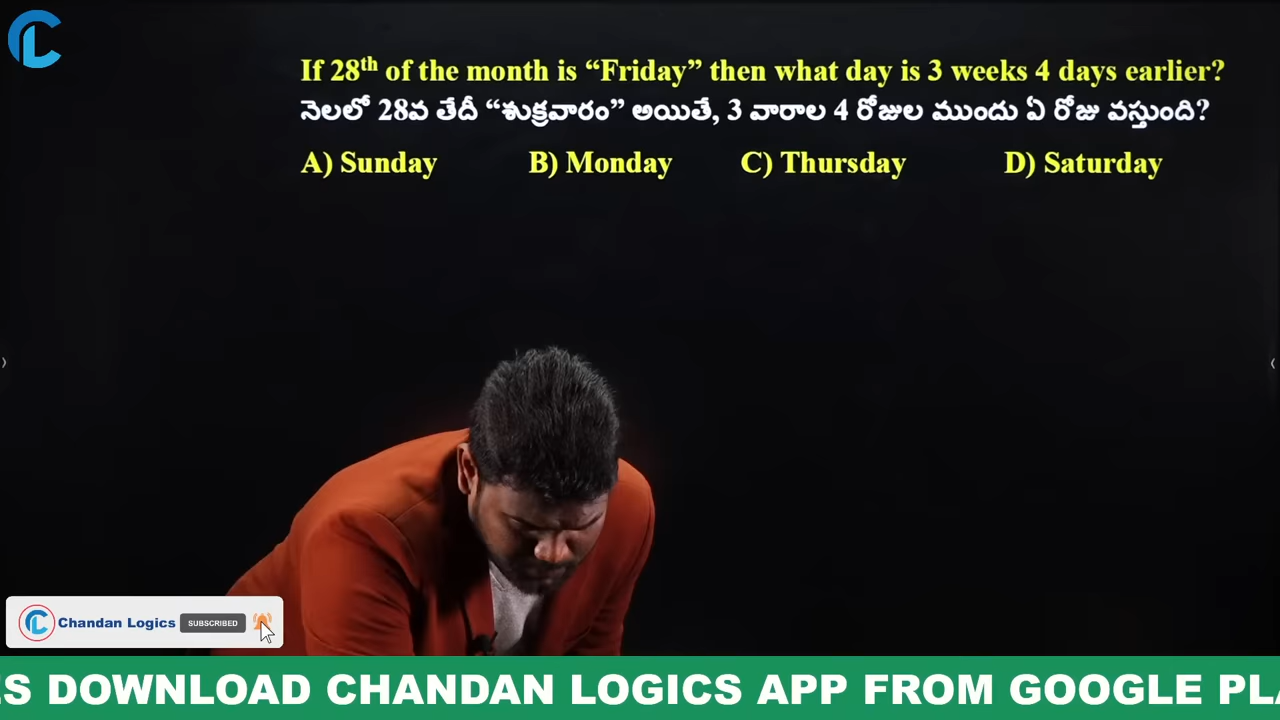 If 28th of the month is “Friday” then what day is 3 weeks 4 days earlier?
నెలలో 28వ తేదీ “శుక్రవారం” అయితే, 3 వారాల 4 రోజుల ముందు ఏ రోజు వస్తుంది?
A) Sunday B) Monday C) Thursday D) Saturday
Chandan Logics SUBSCRIBED
ES DOWNLOAD CHANDAN LOGICS APP FROM GOOGLE PLA